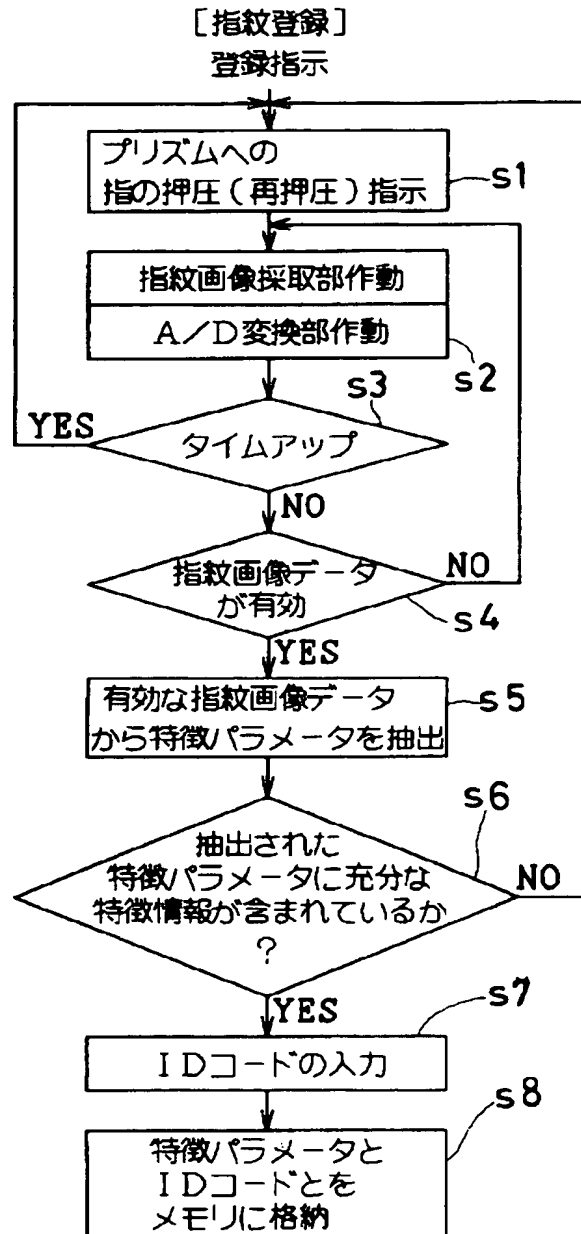 ［指紋登録］
登録指示
プリズムへの
指の押圧（再押圧）指示
s1
指紋画像採取部作動
A／D変換部作動
s2
s3
YES
タイムアップ
NO
指紋画像データ
が有効
NO
s4
YES
有効な指紋画像データ
から特徴パラメータを抽出
s5
s6
抽出された
特徴パラメータに充分な
特徴情報が含まれているか
？
NO
YES
s7
IDコードの入力
s8
特徴パラメータと
IDコードとを
メモリに格納